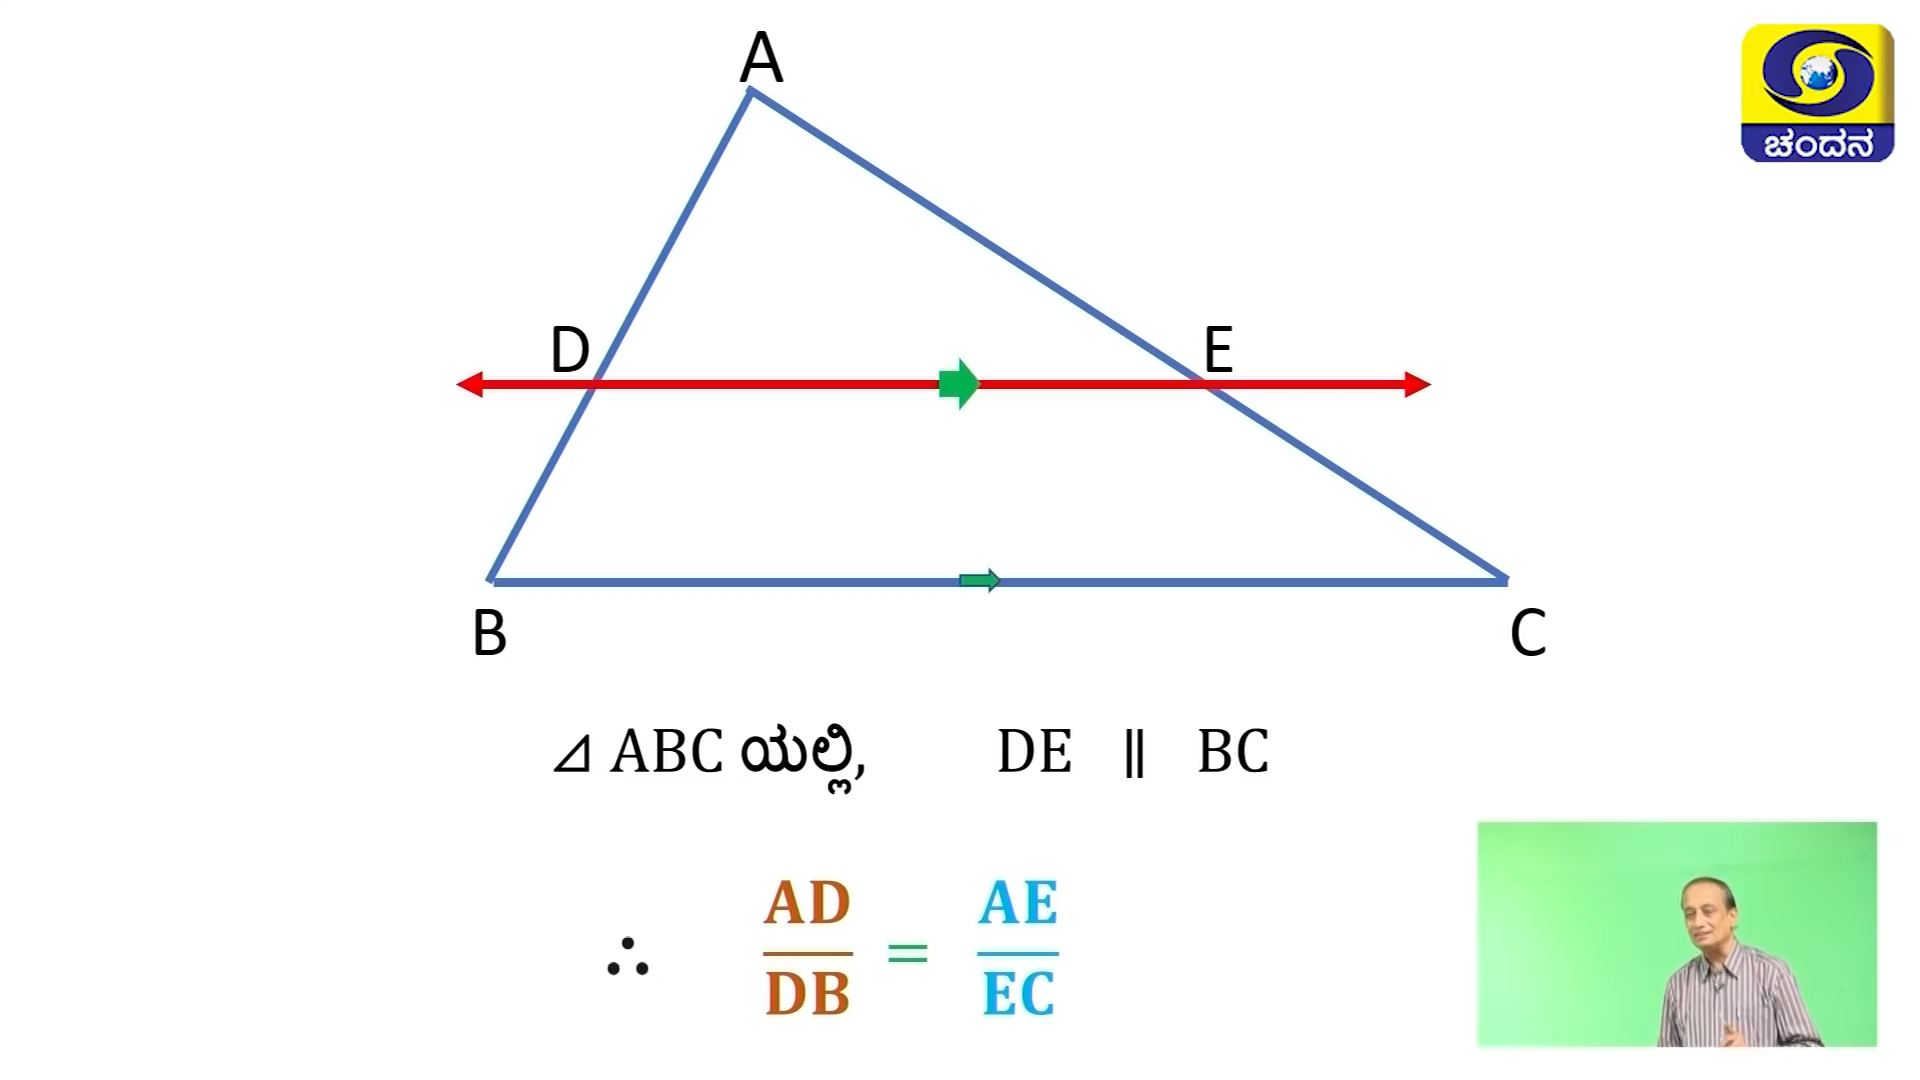 A
ಚಂದನ
D E
B C
⊿ ABC ಯಲ್ಲಿ, DE ∥ BC
∴ AD/DB = AE/EC